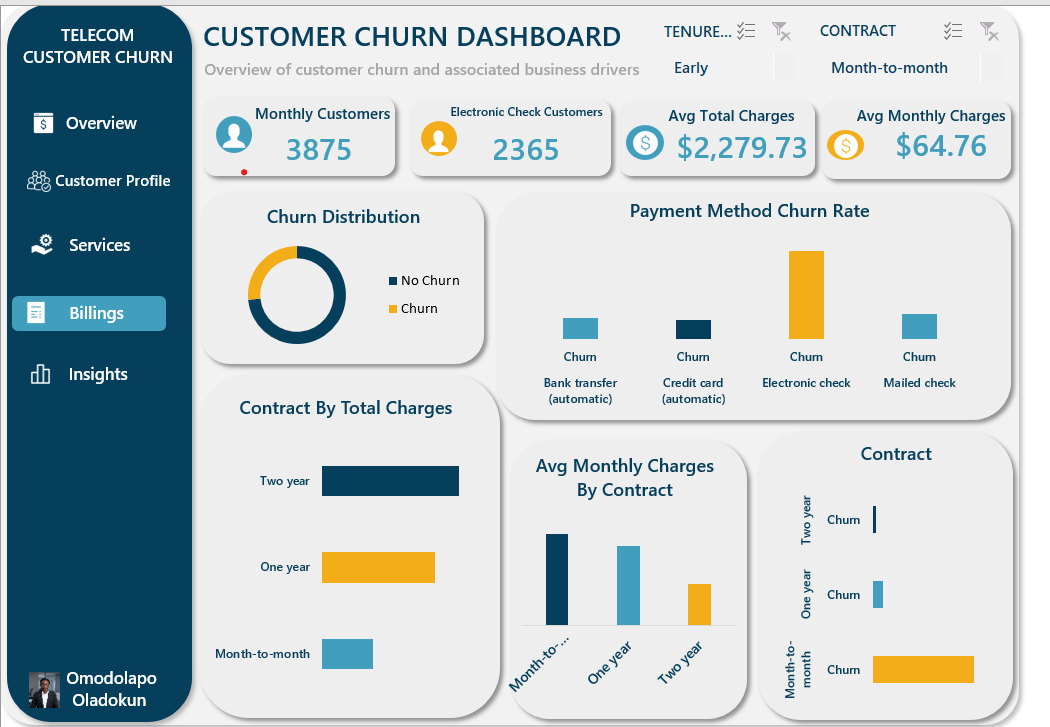 TELECOM
CUSTOMER CHURN
Overview
Customer Profile
Services
Billings
Insights
Omodolapo
Oladokun
CUSTOMER CHURN DASHBOARD
Overview of customer churn and associated business drivers
TENURE...
Early
CONTRACT
Month-to-month
Monthly Customers
3875
Electronic Check Customers
2365
Avg Total Charges
$2,279.73
Avg Monthly Charges
$64.76
Churn Distribution
No Churn
Churn
Payment Method Churn Rate
Churn
Churn
Churn
Churn
Bank transfer
(automatic)
Credit card
(automatic)
Electronic check
Mailed check
Contract By Total Charges
Two year
One year
Month-to-month
Avg Monthly Charges
By Contract
Month-to-...
One year
Two year
Contract
Two year
Churn
One year
Churn
Month-to-
month
Churn